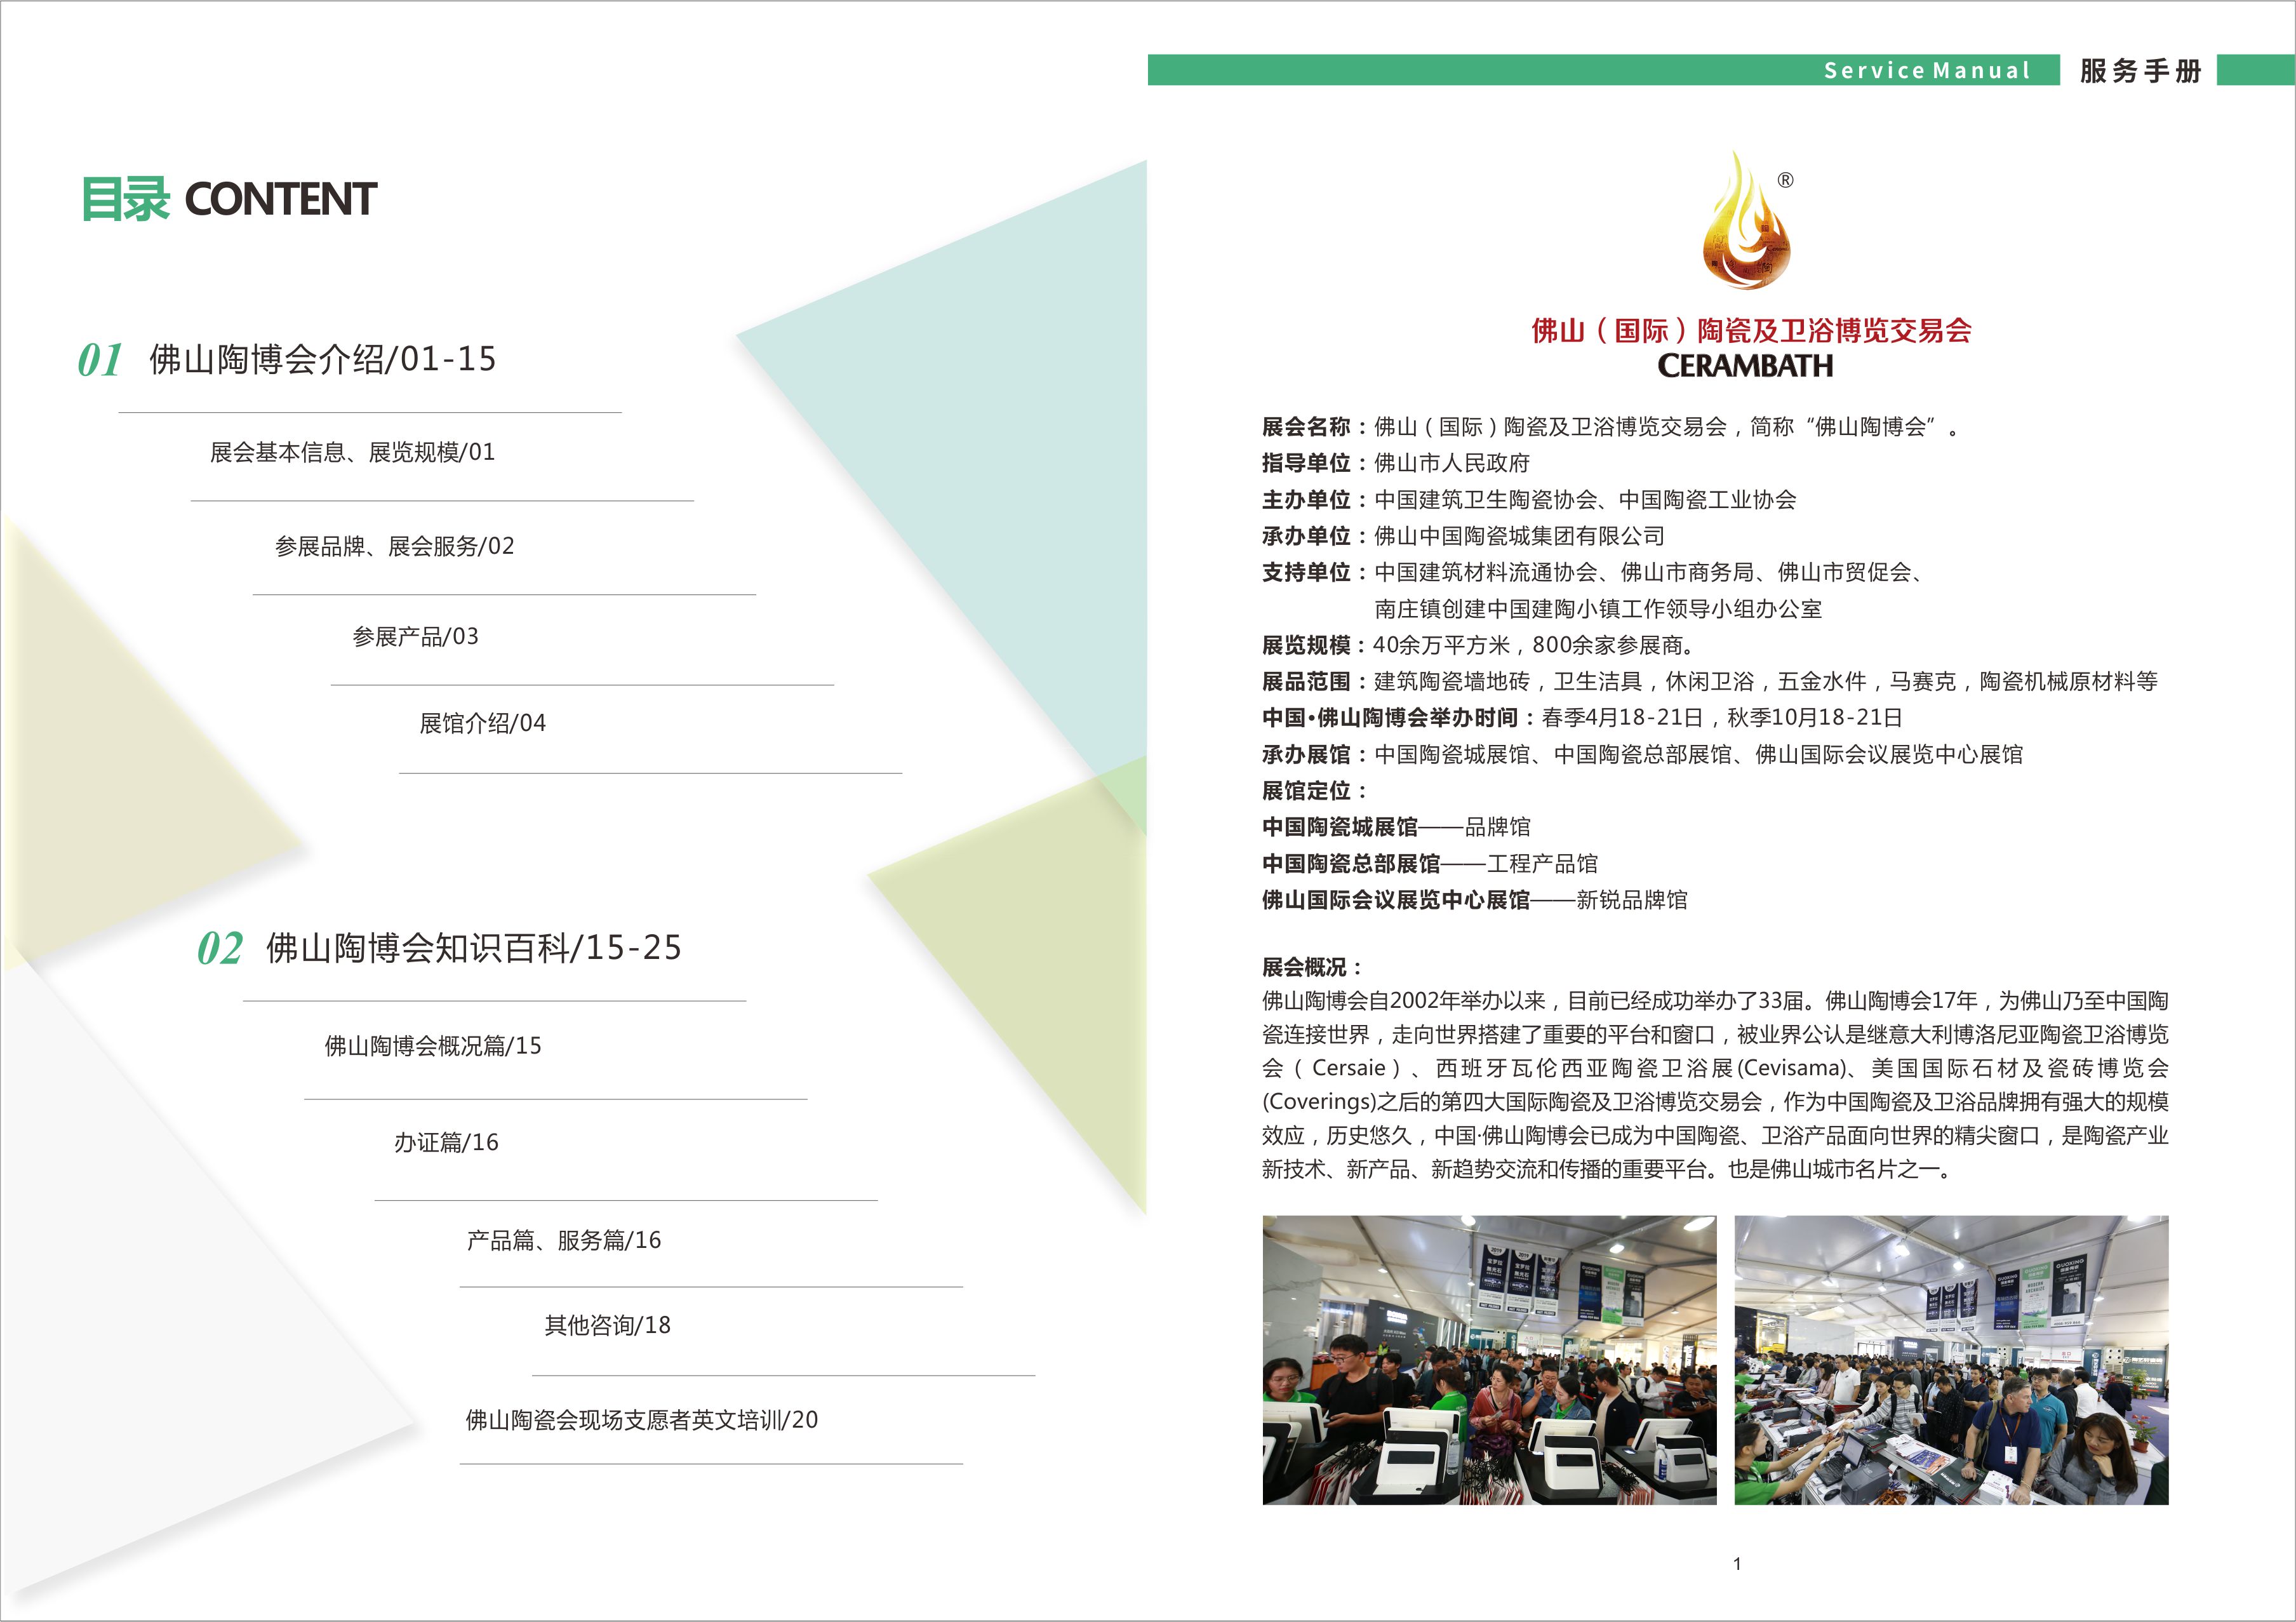 目录 CONTENT
01 佛山陶博会介绍/01-15
展会基本信息、展览规模/01
参展品牌、展会服务/02
参展产品/03
展馆介绍/04
02 佛山陶博会知识百科/15-25
佛山陶博会概况篇/15
办证篇/16
产品篇、服务篇/16
其他咨询/18
佛山陶瓷会现场支愿者英文培训/20
Service Manual 服务手册
®
佛山（国际）陶瓷及卫浴博览交易会
CERAMBATH
展会名称：佛山（国际）陶瓷及卫浴博览交易会，简称“佛山陶博会”。
指导单位：佛山市人民政府
主办单位：中国建筑卫生陶瓷协会、中国陶瓷工业协会
承办单位：佛山中国陶瓷城集团有限公司
支持单位：中国建筑材料流通协会、佛山市商务局、佛山市贸促会、
南庄镇创建中国建陶小镇工作领导小组办公室
展览规模：40余万平方米，800余家参展商。
展品范围：建筑陶瓷墙地砖，卫生洁具，休闲卫浴，五金水件，马赛克，陶瓷机械原材料等
中国·佛山陶博会举办时间：春季4月18-21日，秋季10月18-21日
承办展馆：中国陶瓷城展馆、中国陶瓷总部展馆、佛山国际会议展览中心展馆
展馆定位：
中国陶瓷城展馆——品牌馆
中国陶瓷总部展馆——工程产品馆
佛山国际会议展览中心展馆——新锐品牌馆
展会概况：
佛山陶博会自2002年举办以来，目前已经成功举办了33届。佛山陶博会17年，为佛山乃至中国陶
瓷连接世界，走向世界搭建了重要的平台和窗口，被业界公认是继意大利博洛尼亚陶瓷卫浴博览
会（ Cersaie）、西班牙瓦伦西亚陶瓷卫浴展(Cevisama)、美国国际石材及瓷砖博览会
(Coverings)之后的第四大国际陶瓷及卫浴博览交易会，作为中国陶瓷及卫浴品牌拥有强大的规模
效应，历史悠久，中国·佛山陶博会已成为中国陶瓷、卫浴产品面向世界的精尖窗口，是陶瓷产业
新技术、新产品、新趋势交流和传播的重要平台。也是佛山城市名片之一。
1